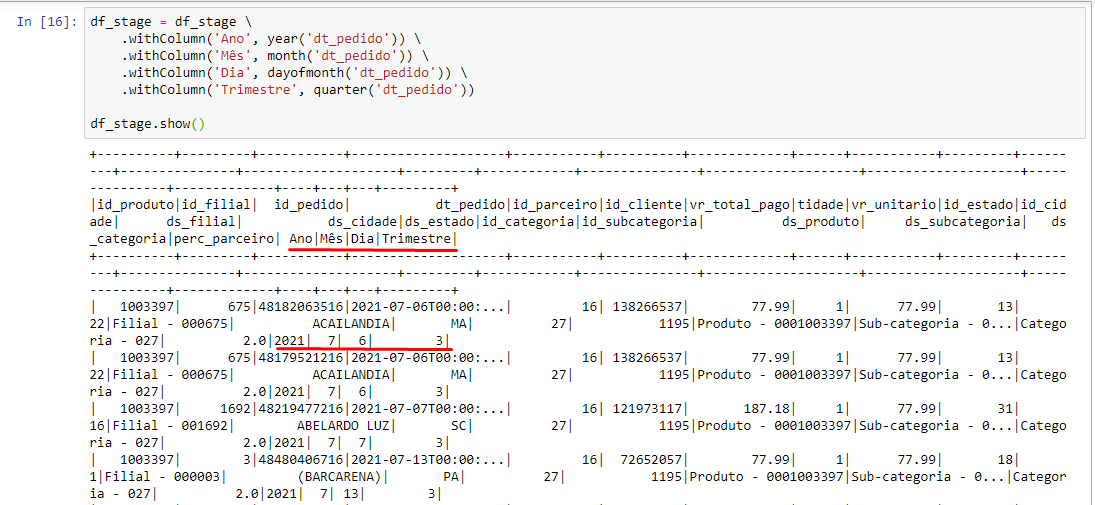 In [16]:
df_stage = df_stage \
    .withColumn('Ano', year('dt_pedido')) \
    .withColumn('Mês', month('dt_pedido')) \
    .withColumn('Dia', dayofmonth('dt_pedido')) \
    .withColumn('Trimestre', quarter('dt_pedido'))
df_stage.show()
+----------+---------+-----------+--------------------+-----------+----------+-------------+------+-----------+---------+------
---+---------------+--------------------+---------+------------+---------------+--------------------+--------------------+-----
-----------+-------------+----+---+---+---------+
|id_produto|id_filial|  id_pedido|           dt_pedido|id_parceiro|id_cliente|vr_total_pago|tidade|vr_unitario|id_estado|id_cid
ade|      ds_filial|           ds_cidade|ds_estado|id_categoria|id_subcategoria|          ds_produto|     ds_subcategoria|   ds
_categoria|perc_parceiro| Ano|Mês|Dia|Trimestre|
+----------+---------+-----------+--------------------+-----------+----------+-------------+------+-----------+---------+------
---+---------------+--------------------+---------+------------+---------------+--------------------+--------------------+-----
-----------+-------------+----+---+---+---------+
|   1003397|      675|48182063516|2021-07-06T00:00:...|         16| 138266537|        77.99|     1|      77.99|       13|
22|Filial - 000675|          ACAILANDIA|       MA|          27|           1195|Produto - 0001003397|Sub-categoria - 0...|Catego
ria - 027|          2.0|2021|  7|  6|        3|
|   1003397|      675|48179521216|2021-07-06T00:00:...|         16| 138266537|        77.99|     1|      77.99|       13|
22|Filial - 000675|          ACAILANDIA|       MA|          27|           1195|Produto - 0001003397|Sub-categoria - 0...|Catego
ria - 027|          2.0|2021|  7|  6|        3|
|   1003397|     1692|48219477216|2021-07-07T00:00:...|         16| 121973117|       187.18|     1|      77.99|       31|
16|Filial - 001692|        ABELARDO LUZ|       SC|          27|           1195|Produto - 0001003397|Sub-categoria - 0...|Catego
ria - 027|          2.0|2021|  7|  7|        3|
|   1003397|        3|48480406716|2021-07-13T00:00:...|         16|  72652057|        77.99|     1|      77.99|       18|
1|Filial - 000003|         (BARCARENA)|       PA|          27|           1195|Produto - 0001003397|Sub-categoria - 0...|Categor
ia - 027|          2.0|2021|  7| 13|        3|